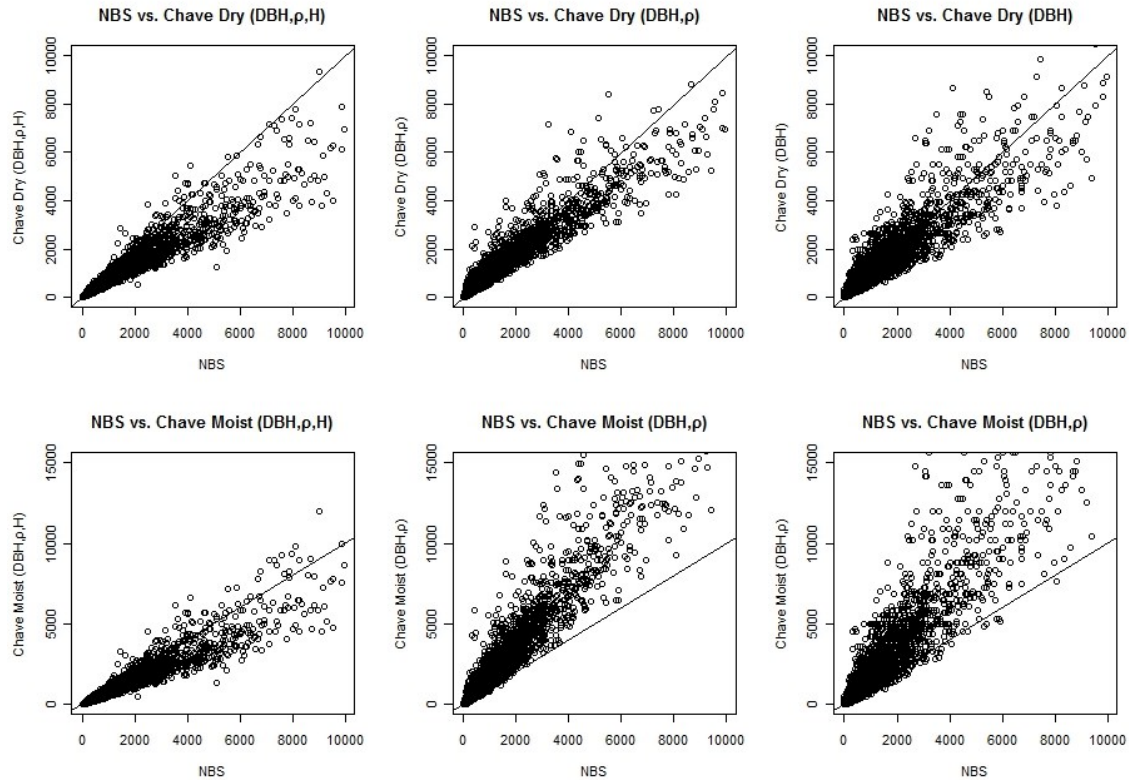 NBS vs. Chave Dry (DBH,ρ,H)
Chave Dry (DBH,ρ,H)
10000
8000
6000
4000
2000
0
0 2000 4000 6000 8000 10000
NBS
NBS vs. Chave Dry (DBH,ρ)
Chave Dry (DBH,ρ)
10000
8000
6000
4000
2000
0
0 2000 4000 6000 8000 10000
NBS
NBS vs. Chave Dry (DBH)
Chave Dry (DBH)
10000
8000
6000
4000
2000
0
0 2000 4000 6000 8000 10000
NBS
NBS vs. Chave Moist (DBH,ρ,H)
Chave Moist (DBH,ρ,H)
15000
10000
5000
0
0 2000 4000 6000 8000 10000
NBS
NBS vs. Chave Moist (DBH,ρ)
Chave Moist (DBH,ρ)
15000
10000
5000
0
0 2000 4000 6000 8000 10000
NBS
NBS vs. Chave Moist (DBH,ρ)
Chave Moist (DBH,ρ)
15000
10000
5000
0
0 2000 4000 6000 8000 10000
NBS